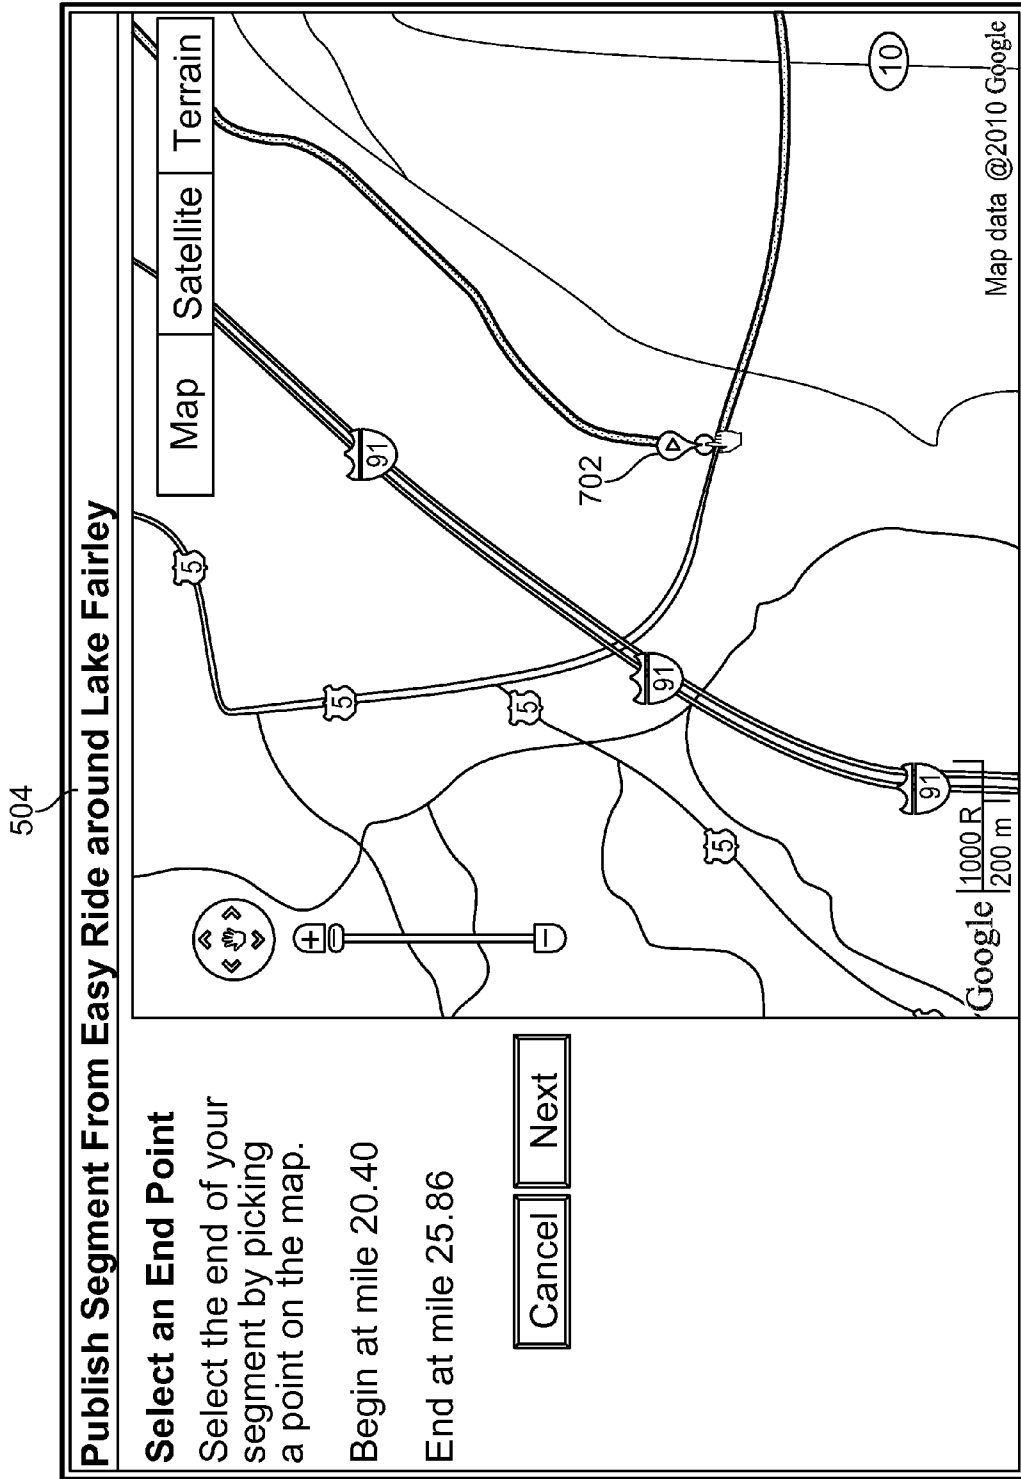 504
Publish Segment From Easy Ride around Lake Fairley
Select an End Point
Select the end of your
segment by picking
a point on the map.
Begin at mile 20.40
End at mile 25.86
Cancel
Next
Map
Satellite
Terrain
5
91
5
5
91
702
5
91
10
Google
1000 R
200 m
Map data @2010 Google